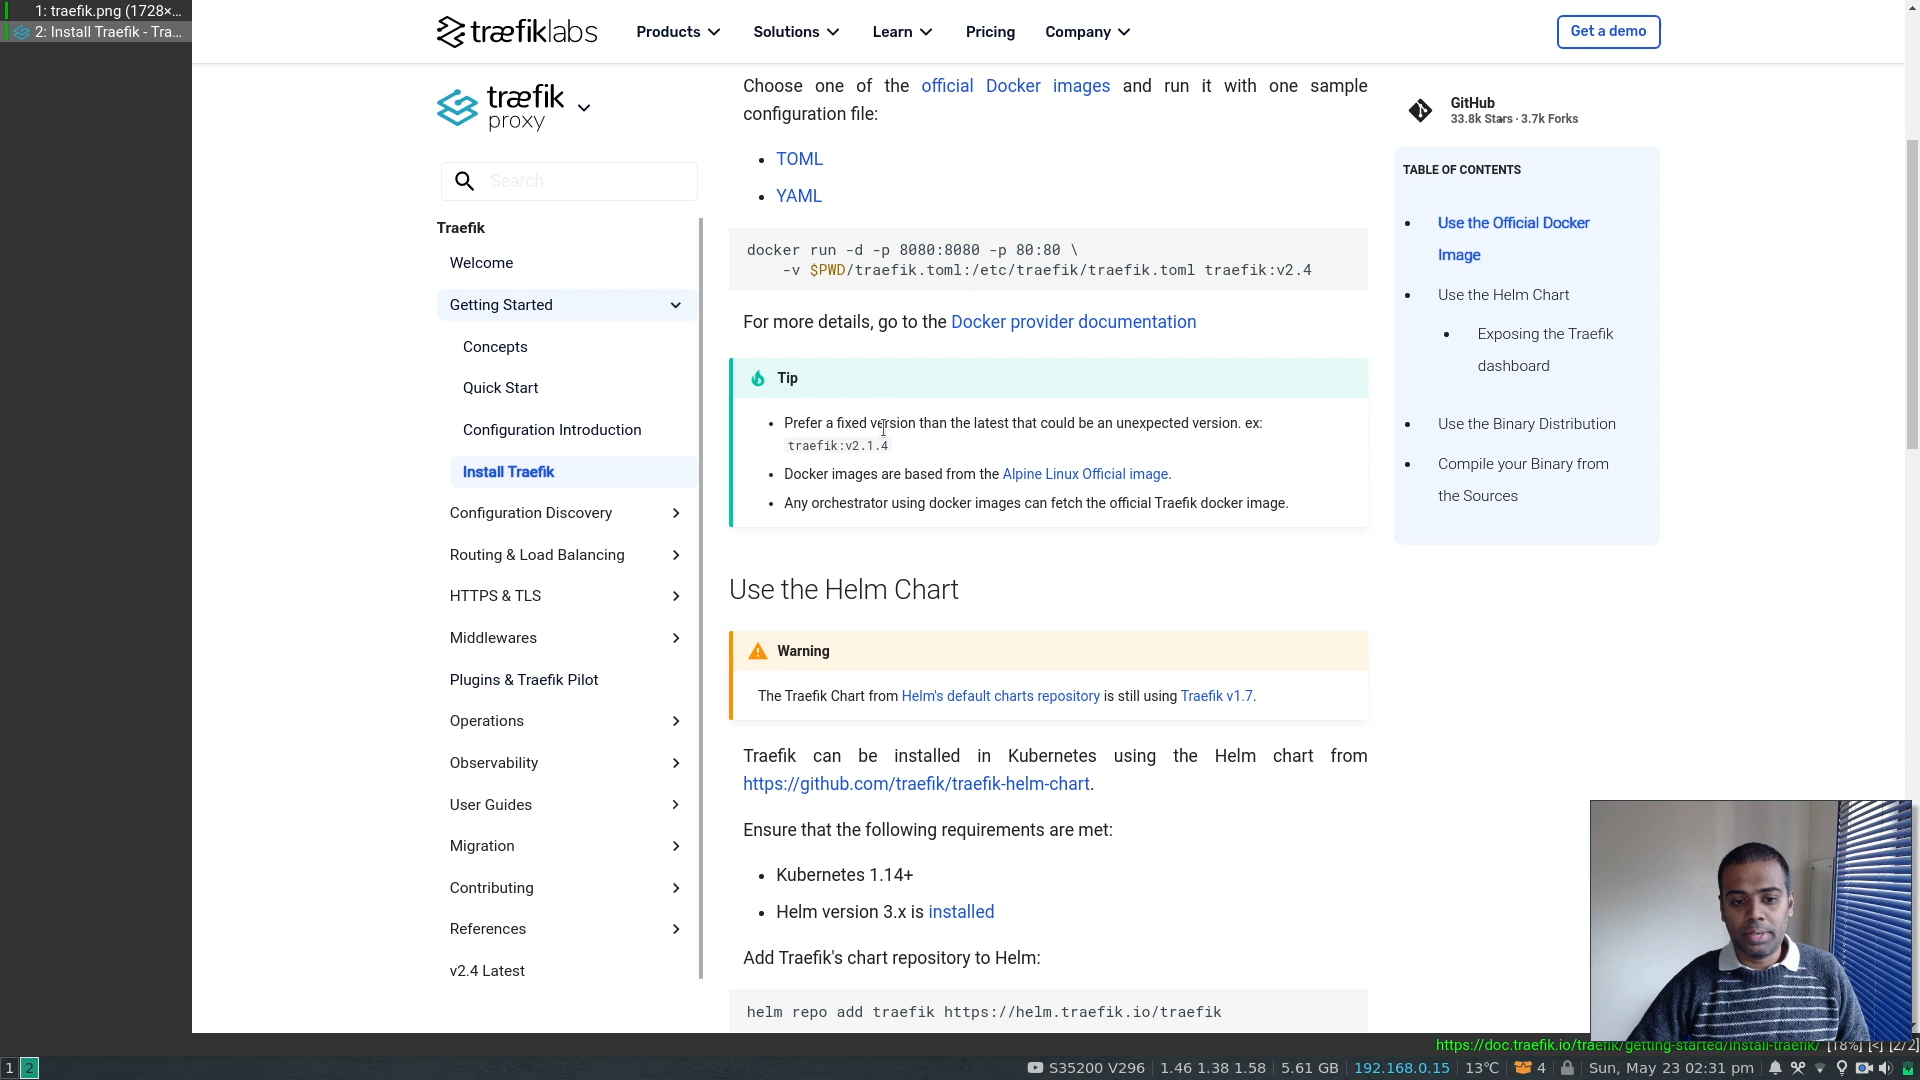 1: traefik.png (1728×...
2: Install Traefik - Tra...
træfiklabs
Products
Solutions
Learn
Pricing
Company
Get a demo
træfik
proxy
Search
Traefik
Welcome
Getting Started
Concepts
Quick Start
Configuration Introduction
Install Traefik
Configuration Discovery
Routing & Load Balancing
HTTPS & TLS
Middlewares
Plugins & Traefik Pilot
Operations
Observability
User Guides
Migration
Contributing
References
v2.4 Latest
Choose one of the official Docker images and run it with one sample
configuration file:
TOML
YAML
docker run -d -p 8080:8080 -p 80:80 \
-v $PWD/traefik.toml:/etc/traefik/traefik.toml traefik:v2.4
For more details, go to the Docker provider documentation
Tip
Prefer a fixed version than the latest that could be an unexpected version. ex:
traefik:v2.1.4
Docker images are based from the Alpine Linux Official image.
Any orchestrator using docker images can fetch the official Traefik docker image.
Use the Helm Chart
Warning
The Traefik Chart from Helm's default charts repository is still using Traefik v1.7.
Traefik can be installed in Kubernetes using the Helm chart from
https://github.com/traefik/traefik-helm-chart.
Ensure that the following requirements are met:
Kubernetes 1.14+
Helm version 3.x is installed
Add Traefik's chart repository to Helm:
helm repo add traefik https://helm.traefik.io/traefik
GitHub
33.8k Stars · 3.7k Forks
TABLE OF CONTENTS
Use the Official Docker
Image
Use the Helm Chart
Exposing the Traefik
dashboard
Use the Binary Distribution
Compile your Binary from
the Sources
https://doc.traefik.io/traefik/getting-started/install-traefik/ [18%] [<] [2/2]
1 2
S35200 V296 1.46 1.38 1.58 5.61 GB 192.168.0.15 13℃ 4 Sun, May 23 02:31 pm